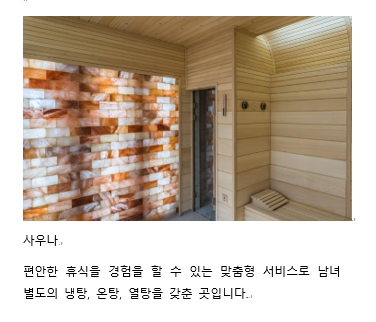 사우나
편안한 휴식을 경험을 할 수 있는 맞춤형 서비스로 남녀
별도의 냉탕, 온탕, 열탕을 갖춘 곳입니다.